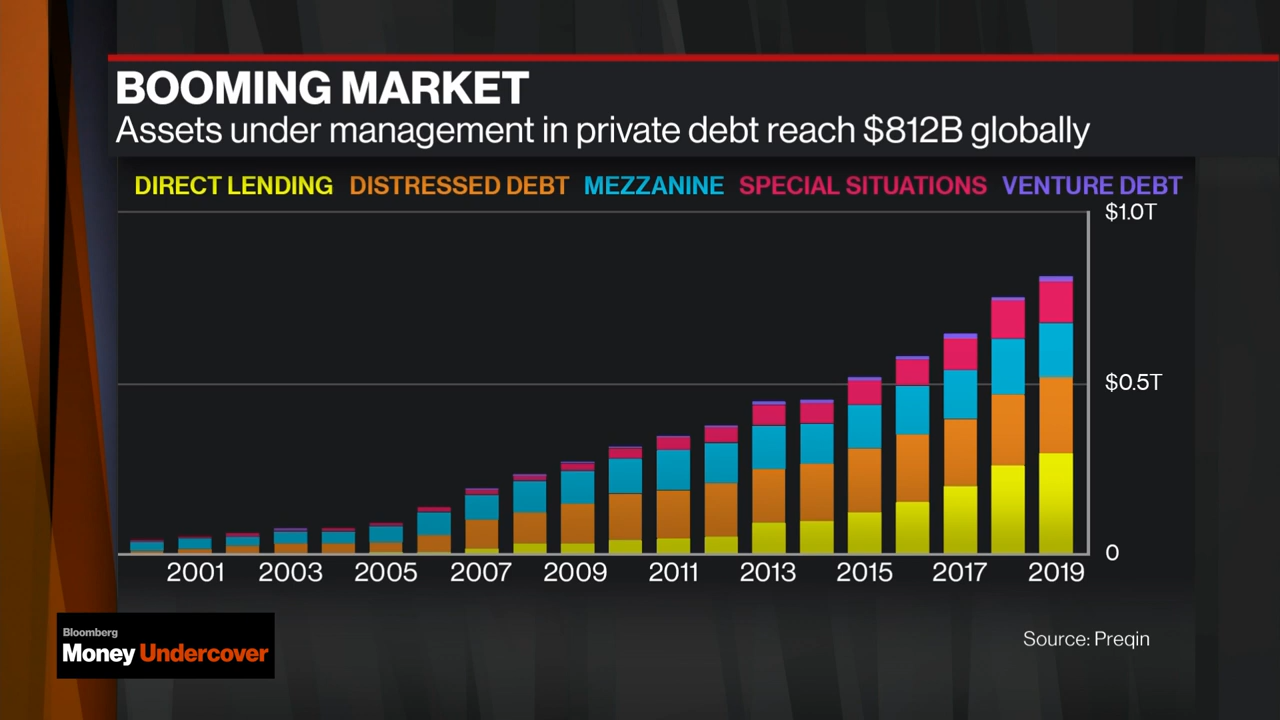 BOOMING MARKET
Assets under management in private debt reach $812B globally
DIRECT LENDING DISTRESSED DEBT MEZZANINE SPECIAL SITUATIONS VENTURE DEBT
$1.0T
$0.5T
0
2001 2003 2005 2007 2009 2011 2013 2015 2017 2019
Bloomberg
Money Undercover
Source: Preqin